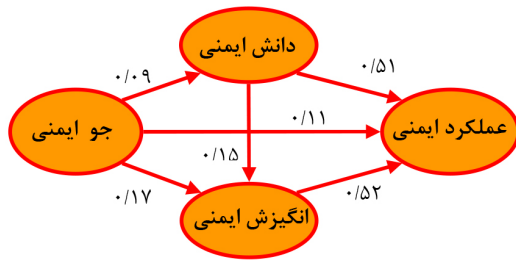 دانش ایمنی
۰/۰۹
۰/۵۱
جو ایمنی
۰/۱۱
عملکرد ایمنی
۰/۱۵
۰/۱۷
۰/۵۲
انگیزش ایمنی